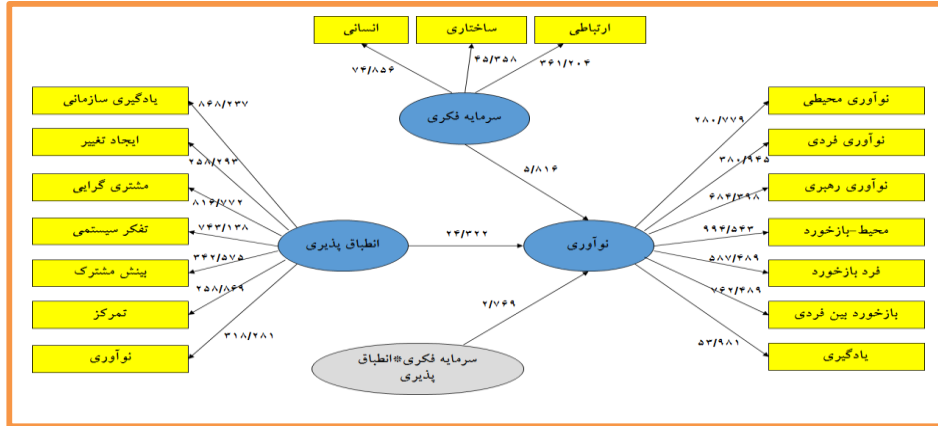 انسانی
ساختاری
ارتباطی
۷۴/۸۵۶
۴۵/۳۵۸
۳۶۱/۲۰۴
سرمایه فکری
۵/۸۱۶
یادگیری سازمانی
ایجاد تغییر
مشتری گرایی
تفکر سیستمی
بینش مشترک
تمرکز
نوآوری
۸۶۸/۲۳۷
۲۵۸/۲۹۳
۸۱۶/۷۷۲
۷۴۳/۱۳۸
۳۴۲/۵۷۵
۲۵۸/۸۶۹
۳۱۸/۲۸۱
انطباق پذیری
۲۴/۳۲۲
نوآوری
۲/۷۶۹
سرمایه فکری*انطباق
پذیری
۲۸۰/۷۷۹
۳۸۰/۹۴۵
۶۸۴/۳۹۸
۹۹۴/۵۴۳
۵۸۷/۴۸۹
۷۶۲/۴۸۹
۵۳/۹۸۱
نوآوری محیطی
نوآوری فردی
نوآوری رهبری
محیط-بازخورد
فرد بازخورد
بازخورد بین فردی
یادگیری